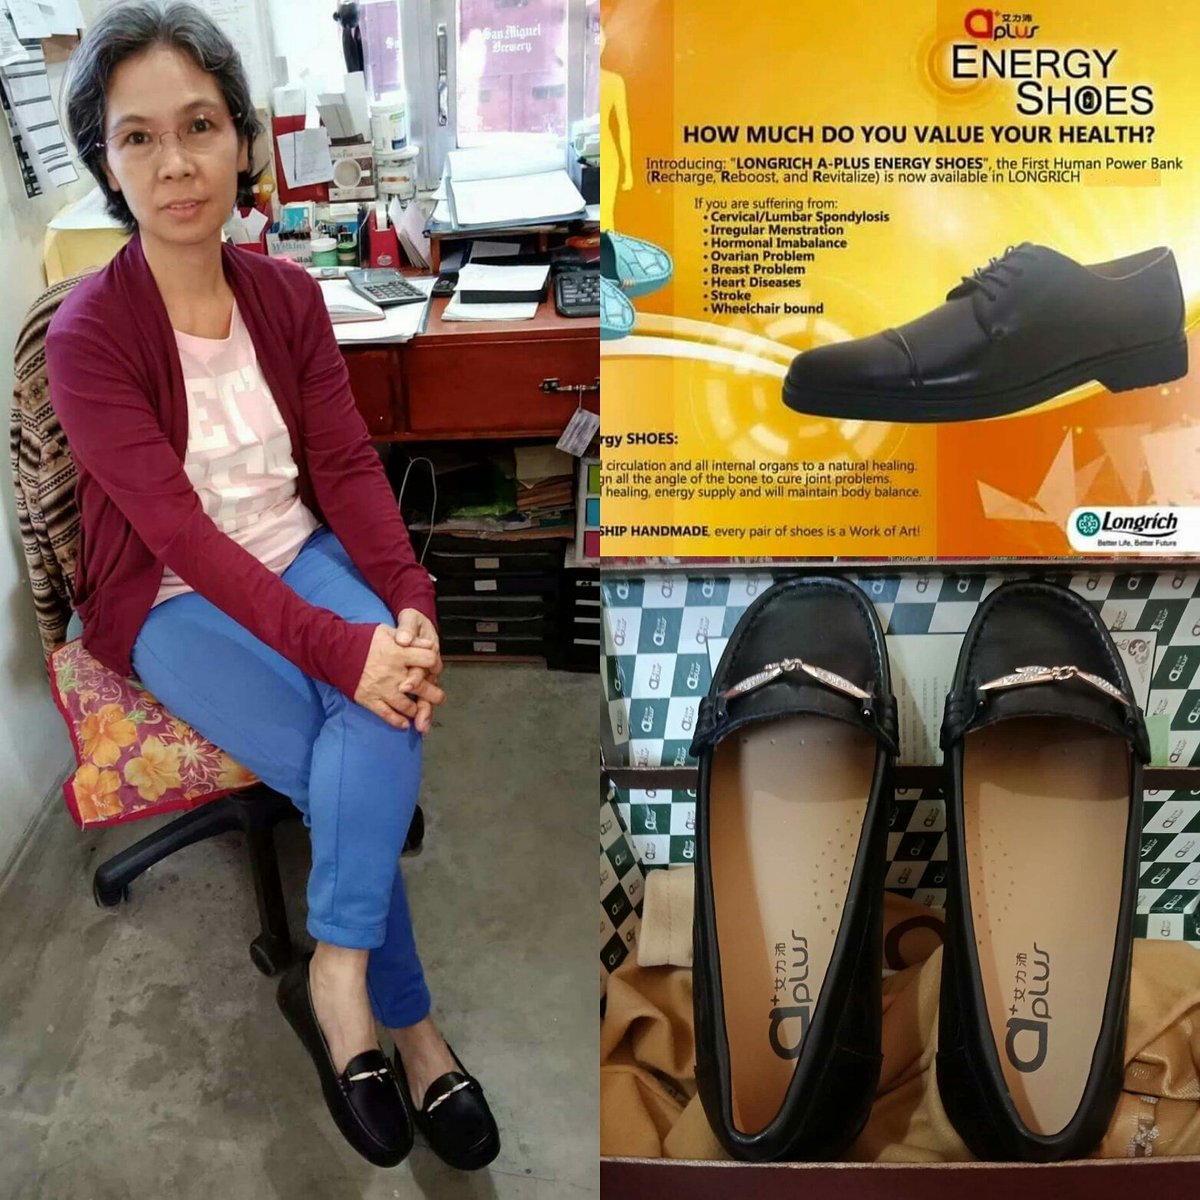 San Miguel
Brewery
a+ 艾力沛
plus
ENERGY
SHOES
HOW MUCH DO YOU VALUE YOUR HEALTH?
Introducing: "LONGRICH A-PLUS ENERGY SHOES", the First Human Power Bank
(Recharge, Reboost, and Revitalize) is now available in LONGRICH
If you are suffering from:
• Cervical/Lumbar Spondylosis
• Irregular Menstration
• Hormonal Imabalance
• Ovarian Problem
• Breast Problem
• Heart Diseases
• Stroke
• Wheelchair bound
rgy SHOES:
circulation and all internal organs to a natural healing.
gn all the angle of the bone to cure joint problems.
healing, energy supply and will maintain body balance.
SHIP HANDMADE, every pair of shoes is a Work of Art!
Longrich
Better Life, Better Future
a+ 艾力沛
plus
a+ 艾力沛
plus